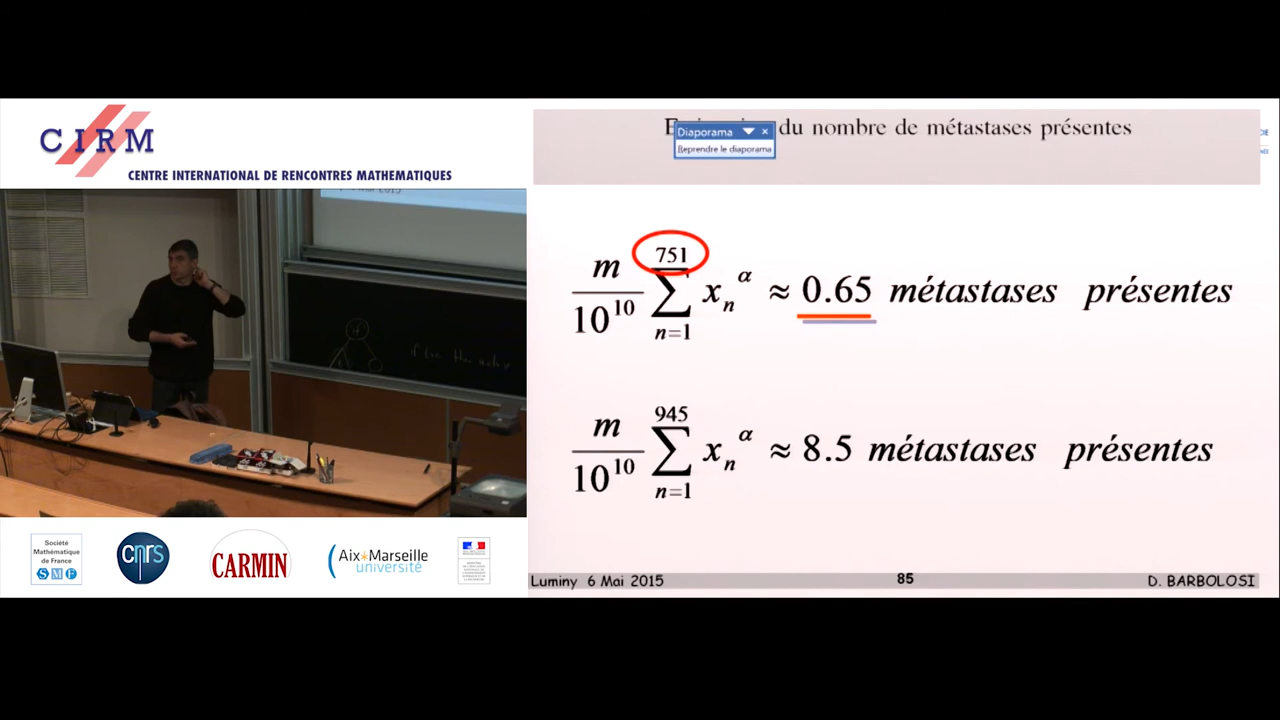 CIRM
CENTRE INTERNATIONAL DE RENCONTRES MATHEMATIQUES
Diaporama
Reprendre le diaporama
du nombre de métastases présentes
m/10^10 ∑_{n=1}^{751} x_n^α ≈ 0.65 métastases présentes
m/10^10 ∑_{n=1}^{945} x_n^α ≈ 8.5 métastases présentes
Société
Mathématique
de France
SMF
cnrs
CARMIN
Aix*Marseille
université
Luminy 6 Mai 2015
85
D. BARBOLOSI